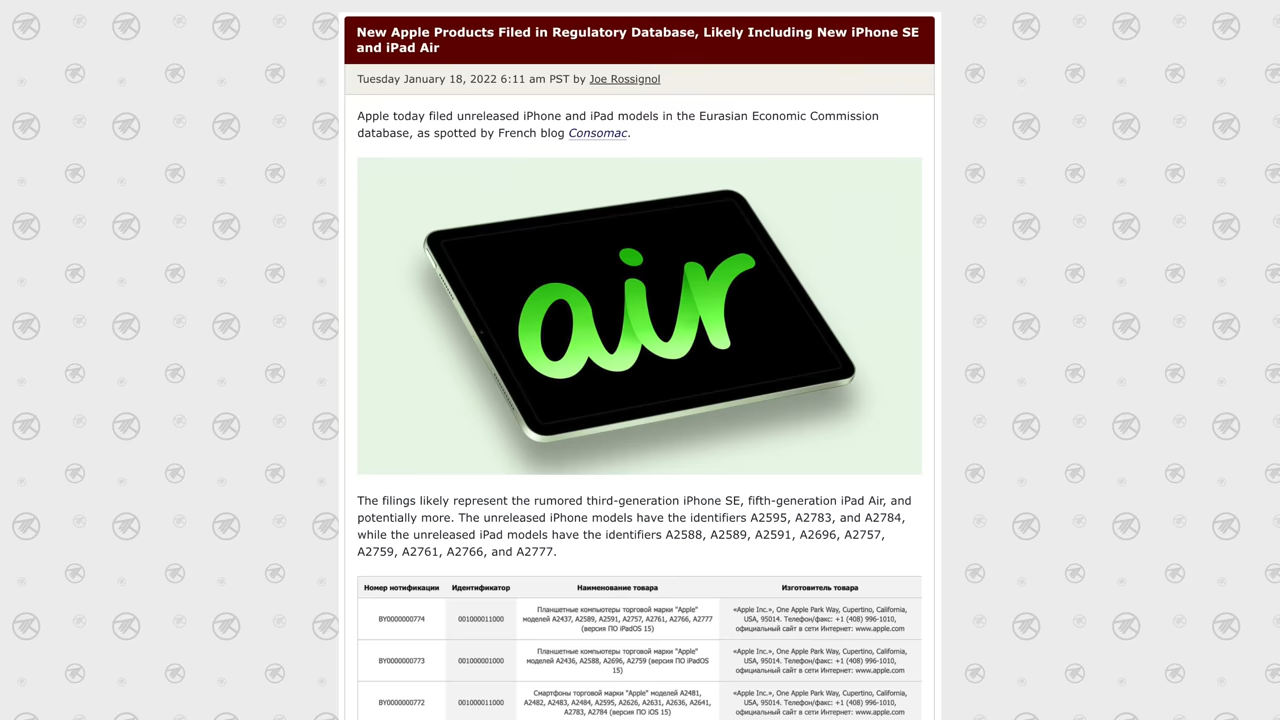 New Apple Products Filed in Regulatory Database, Likely Including New iPhone SE
and iPad Air
Tuesday January 18, 2022 6:11 am PST by Joe Rossignol
Apple today filed unreleased iPhone and iPad models in the Eurasian Economic Commission
database, as spotted by French blog Consomac.
air
The filings likely represent the rumored third-generation iPhone SE, fifth-generation iPad Air, and
potentially more. The unreleased iPhone models have the identifiers A2595, A2783, and A2784,
while the unreleased iPad models have the identifiers A2588, A2589, A2591, A2696, A2757,
A2759, A2761, A2766, and A2777.
Номер нотификации Идентификатор Наименование товара Изготовитель товара
Планшетные компьютеры торговой марки "Apple" «Apple Inc.», One Apple Park Way, Cupertino, California,
BY0000000774 001000011000 моделей A2437, A2589, A2591, A2757, A2761, A2766, A2777 USA, 95014. Телефон/факс: +1 (408) 996-1010,
(версия ПО iPadOS 15) официальный сайт в сети Интернет: www.apple.com
Планшетные компьютеры торговой марки "Apple" «Apple Inc.», One Apple Park Way, Cupertino, California,
BY0000000773 001000001000 моделей A2436, A2588, A2696, A2759 (версия ПО iPadOS USA, 95014. Телефон/факс: +1 (408) 996-1010,
15) официальный сайт в сети Интернет: www.apple.com
Смартфоны торговой марки "Apple" моделей A2481, «Apple Inc.», One Apple Park Way, Cupertino, California,
BY0000000772 001000011000 A2482, A2483, A2484, A2595, A2626, A2631, A2636, A2641, USA, 95014. Телефон/факс: +1 (408) 996-1010,
A2783, A2784 (версия ПО iOS 15) официальный сайт в сети Интернет: www.apple.com